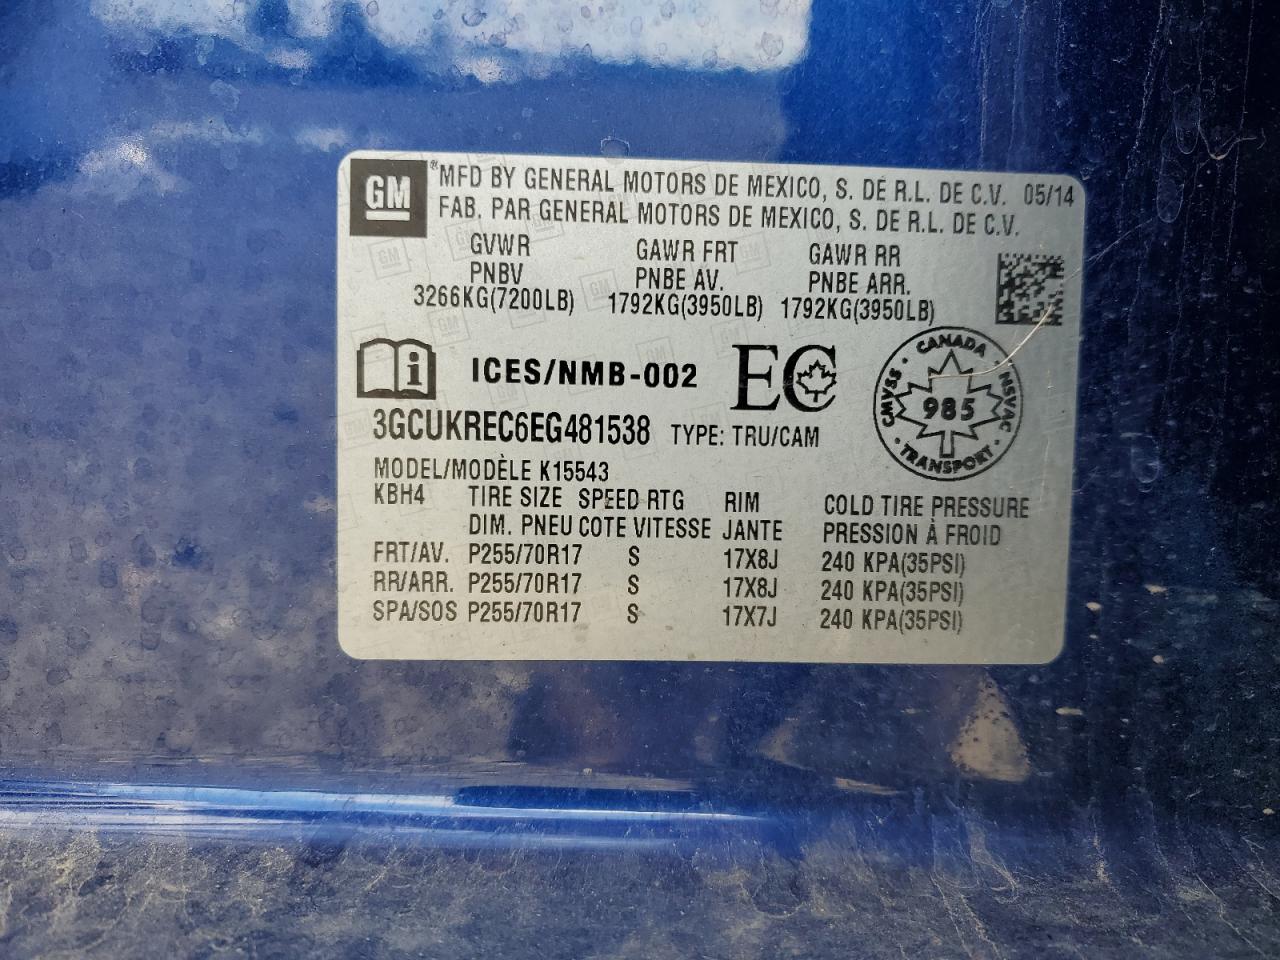 GM ®*MFD BY GENERAL MOTORS DE MEXICO, S. DE R.L. DE C.V. 05/14
FAB. PAR GENERAL MOTORS DE MEXICO, S. DE R.L. DE C.V.
GVWR GAWR FRT GAWR RR
PNBV PNBE AV. PNBE ARR.
3266KG(7200LB) 1792KG(3950LB) 1792KG(3950LB)
i ICES/NMB-002 EC
CANADA
CMVSS · 985 · NSVAC
TRANSPORT
3GCUKREC6EG481538 TYPE: TRU/CAM
MODEL/MODÈLE K15543
KBH4 TIRE SIZE SPEED RTG RIM COLD TIRE PRESSURE
DIM. PNEU COTE VITESSE JANTE PRESSION À FROID
FRT/AV. P255/70R17 S 17X8J 240 KPA(35PSI)
RR/ARR. P255/70R17 S 17X8J 240 KPA(35PSI)
SPA/SOS P255/70R17 S 17X7J 240 KPA(35PSI)